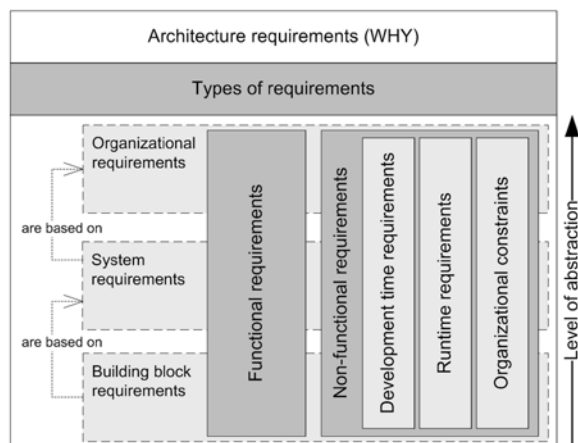 Architecture requirements (WHY)
Types of requirements
Organizational
requirements
are based on
System
requirements
are based on
Building block
requirements
Functional requirements
Non-functional requirements
Development time requirements
Runtime requirements
Organizational constraints
Level of abstraction